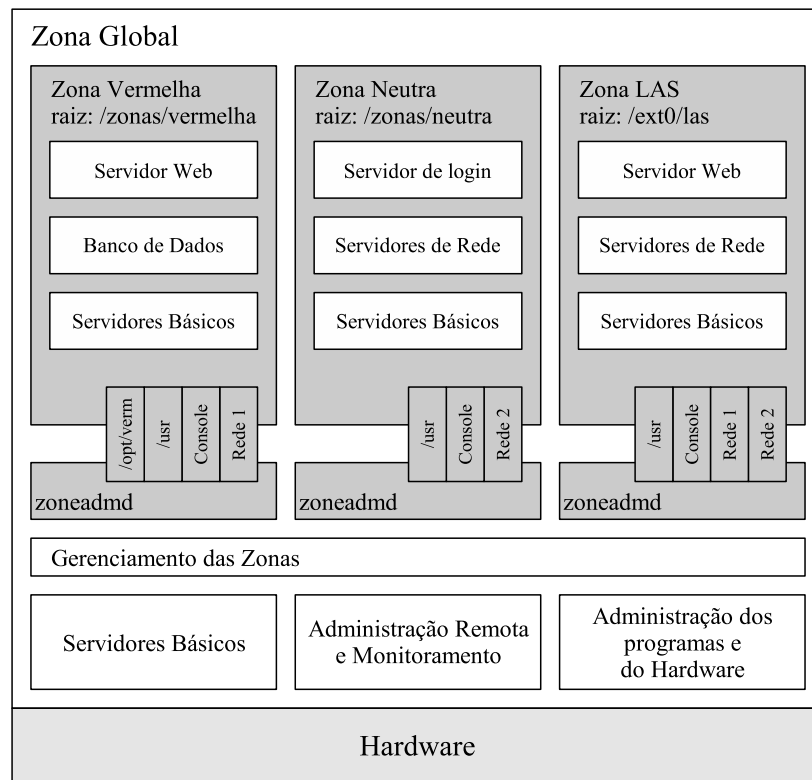 Zona Global
Zona Vermelha
raiz: /zonas/vermelha
Servidor Web
Banco de Dados
Servidores Básicos
/opt/verm
/usr
Console
Rede 1
zoneadmd
Zona Neutra
raiz: /zonas/neutra
Servidor de login
Servidores de Rede
Servidores Básicos
/usr
Console
Rede 2
zoneadmd
Zona LAS
raiz: /ext0/las
Servidor Web
Servidores de Rede
Servidores Básicos
/usr
Console
Rede 1
Rede 2
zoneadmd
Gerenciamento das Zonas
Servidores Básicos
Administração Remota
e Monitoramento
Administração dos
programas e
do Hardware
Hardware